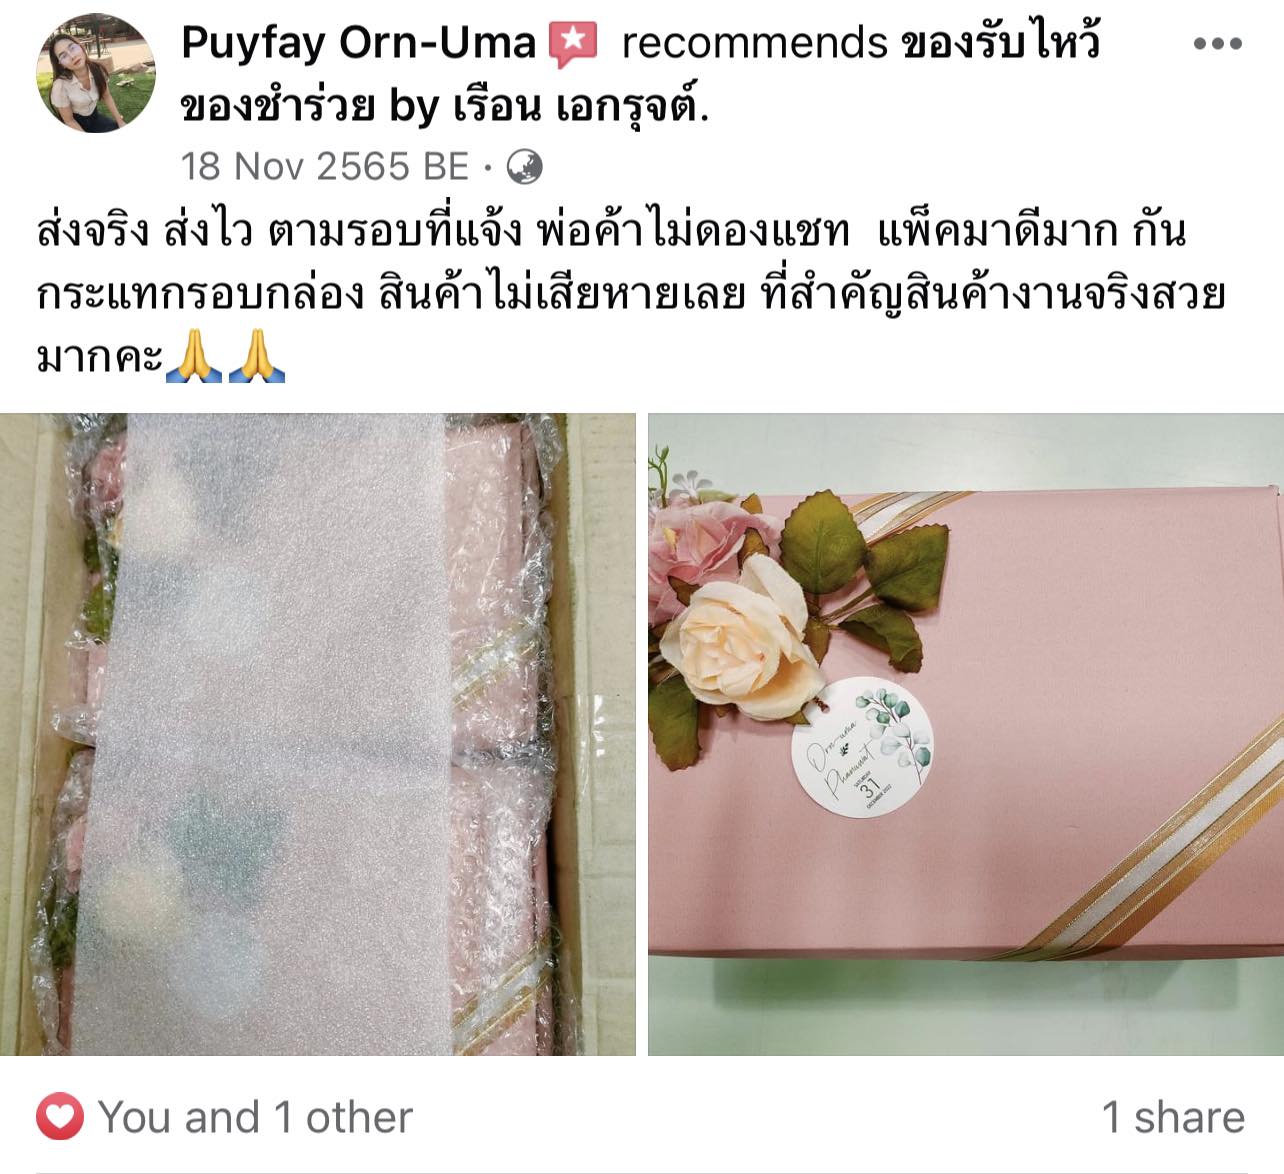 Puyfay Orn-Uma recommends ของรับไหว้
ของชำร่วย by เรือน เอกรุจต์.
18 Nov 2565 BE ·
ส่งจริง ส่งไว ตามรอบที่แจ้ง พ่อค้าไม่ดองแชท แพ็คมาดีมาก กัน
กระแทกรอบกล่อง สินค้าไม่เสียหายเลย ที่สำคัญสินค้างานจริงสวย
มากคะ🙏🙏
Orn-uma
Phanuwat
SATURDAY
31
DECEMBER 2022
You and 1 other
1 share